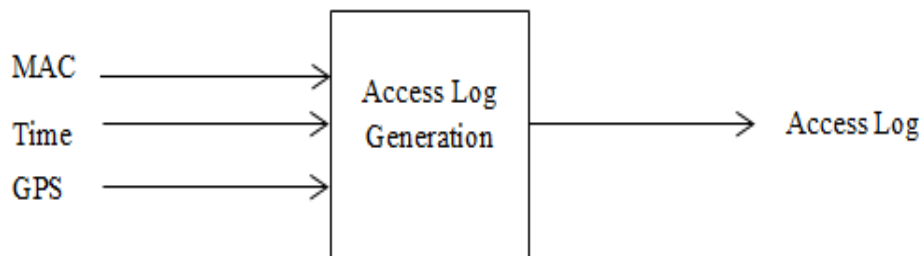 MAC
Time
GPS
Access Log
Generation
Access Log